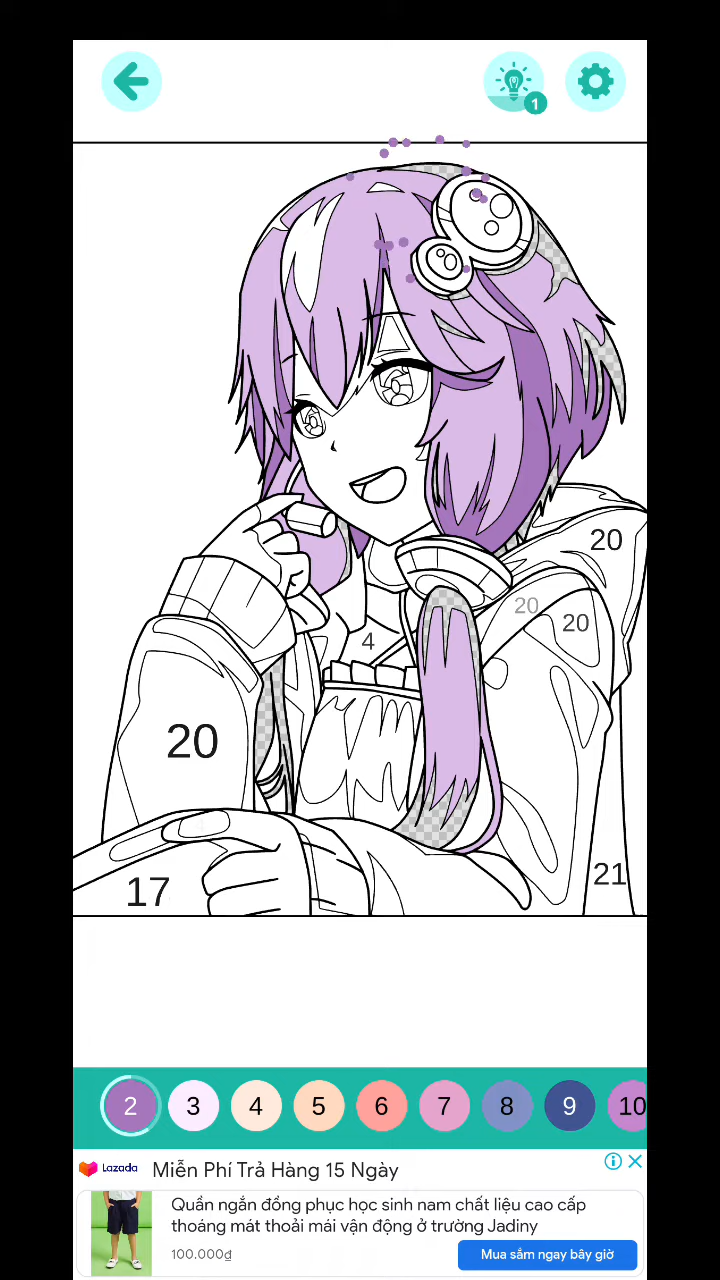 1
20
20
20
4
20
21
17
2 3 4 5 6 7 8 9 10
Lazada Miễn Phí Trả Hàng 15 Ngày
Quần ngắn đồng phục học sinh nam chất liệu cao cấp
thoáng mát thoải mái vận động ở trường Jadiny
100.000₫ Mua sắm ngay bây giờ